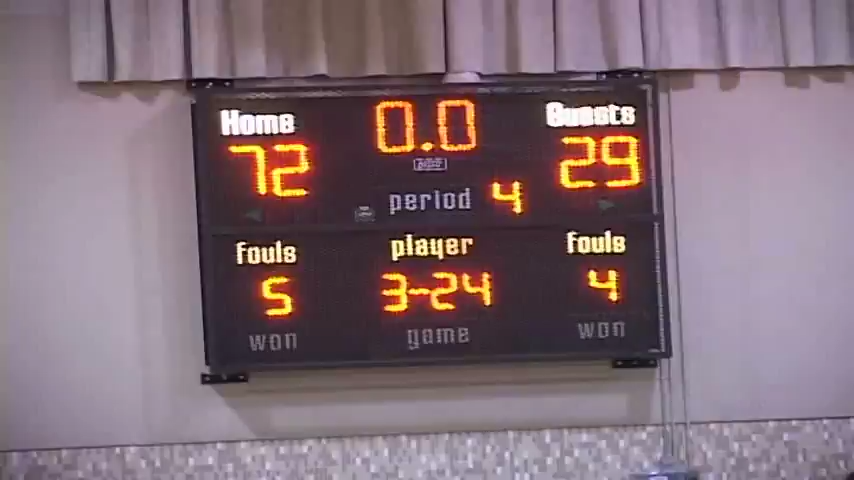 Home 0.0 Guests
72 29
period 4
fouls player fouls
5 3-24 4
won game won